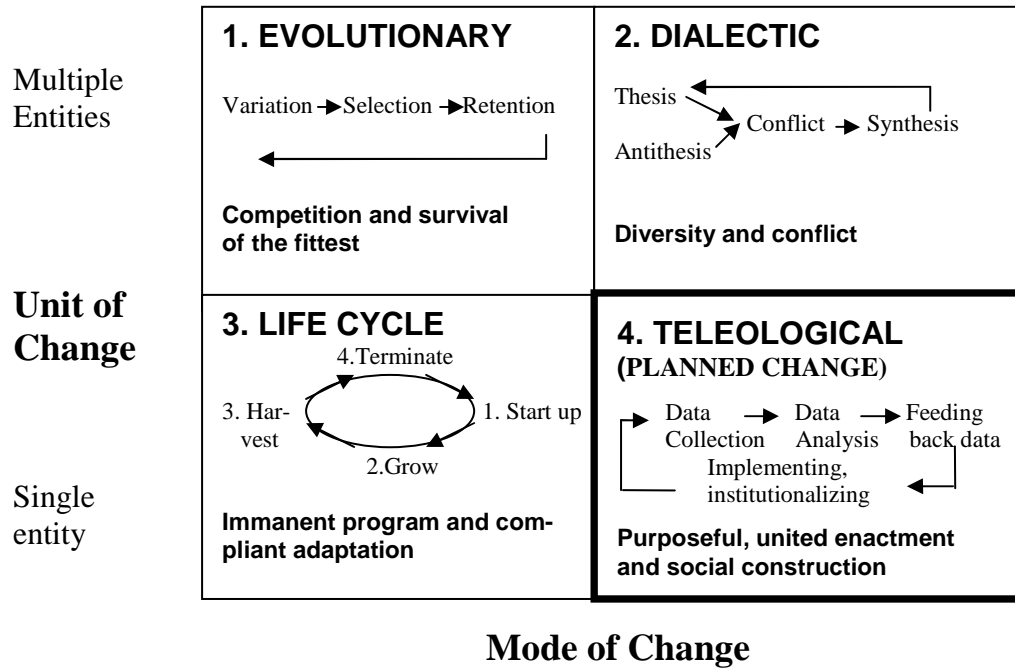 1. EVOLUTIONARY
Variation Selection Retention
Competition and survival
of the fittest
2. DIALECTIC
Thesis
Conflict Synthesis
Antithesis
Diversity and conflict
Multiple
Entities
Unit of
Change
Single
entity
3. LIFE CYCLE
4.Terminate
3. Har-
vest
1. Start up
2.Grow
Immanent program and com-
pliant adaptation
4. TELEOLOGICAL
(PLANNED CHANGE)
Data Data Feeding
Collection Analysis back data
Implementing,
institutionalizing
Purposeful, united enactment
and social construction
Mode of Change